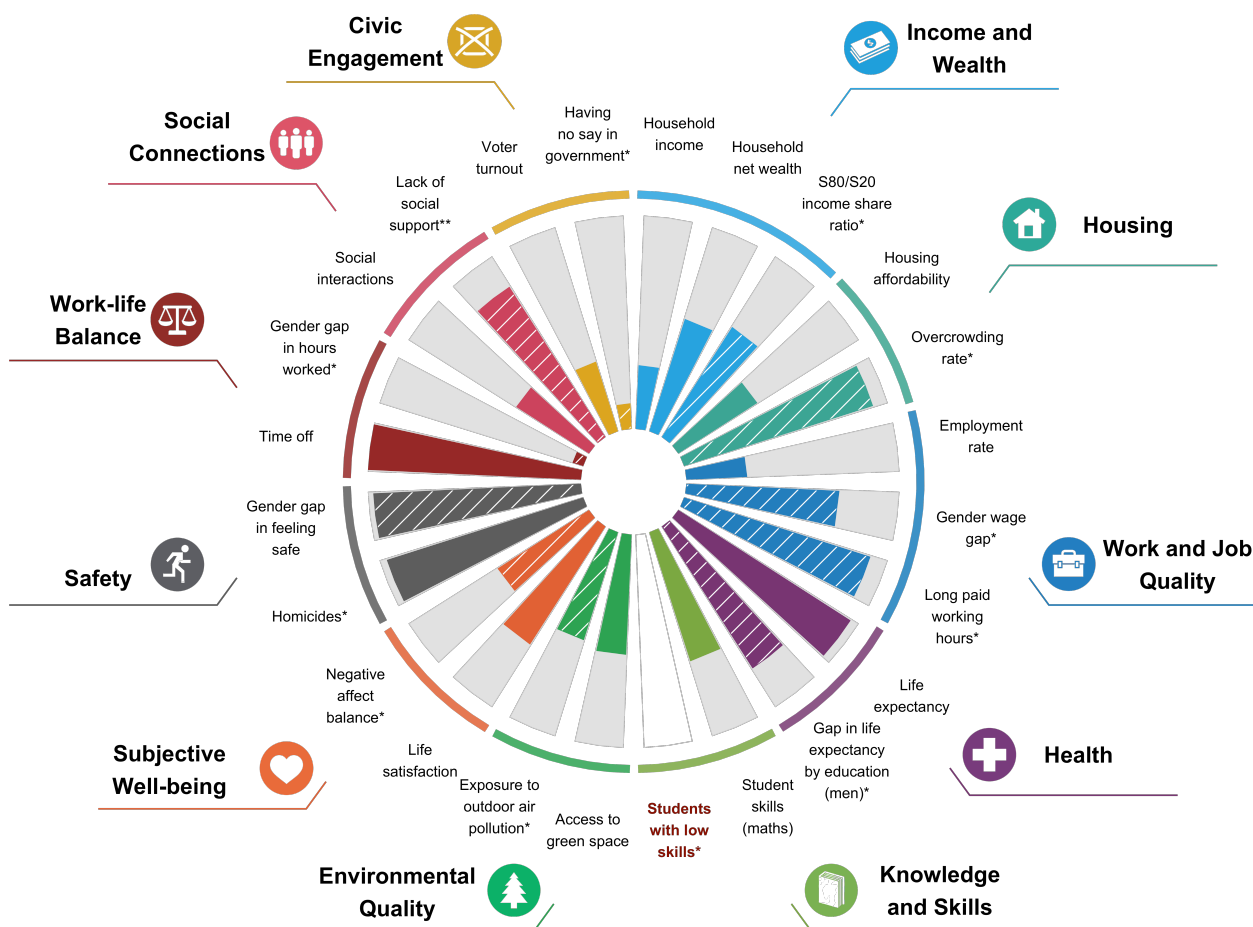 Civic
Engagement
Income and
Wealth
Social
Connections
Having
no say in
government*
Household
income
Voter
turnout
Household
net wealth
Lack of
social
support**
S80/S20
income share
ratio*
Housing
Social
interactions
Housing
affordability
Work-life
Balance
Gender gap
in hours
worked*
Overcrowding
rate*
Time off
Employment
rate
Gender gap
in feeling
safe
Gender wage
gap*
Safety
Work and Job
Quality
Homicides*
Long paid
working
hours*
Negative
affect
balance*
Life
expectancy
Subjective
Well-being
Life
satisfaction
Gap in life
expectancy
by education
(men)*
Health
Exposure to
outdoor air
pollution*
Access to
green space
Students
with low
skills*
Student
skills
(maths)
Environmental
Quality
Knowledge
and Skills